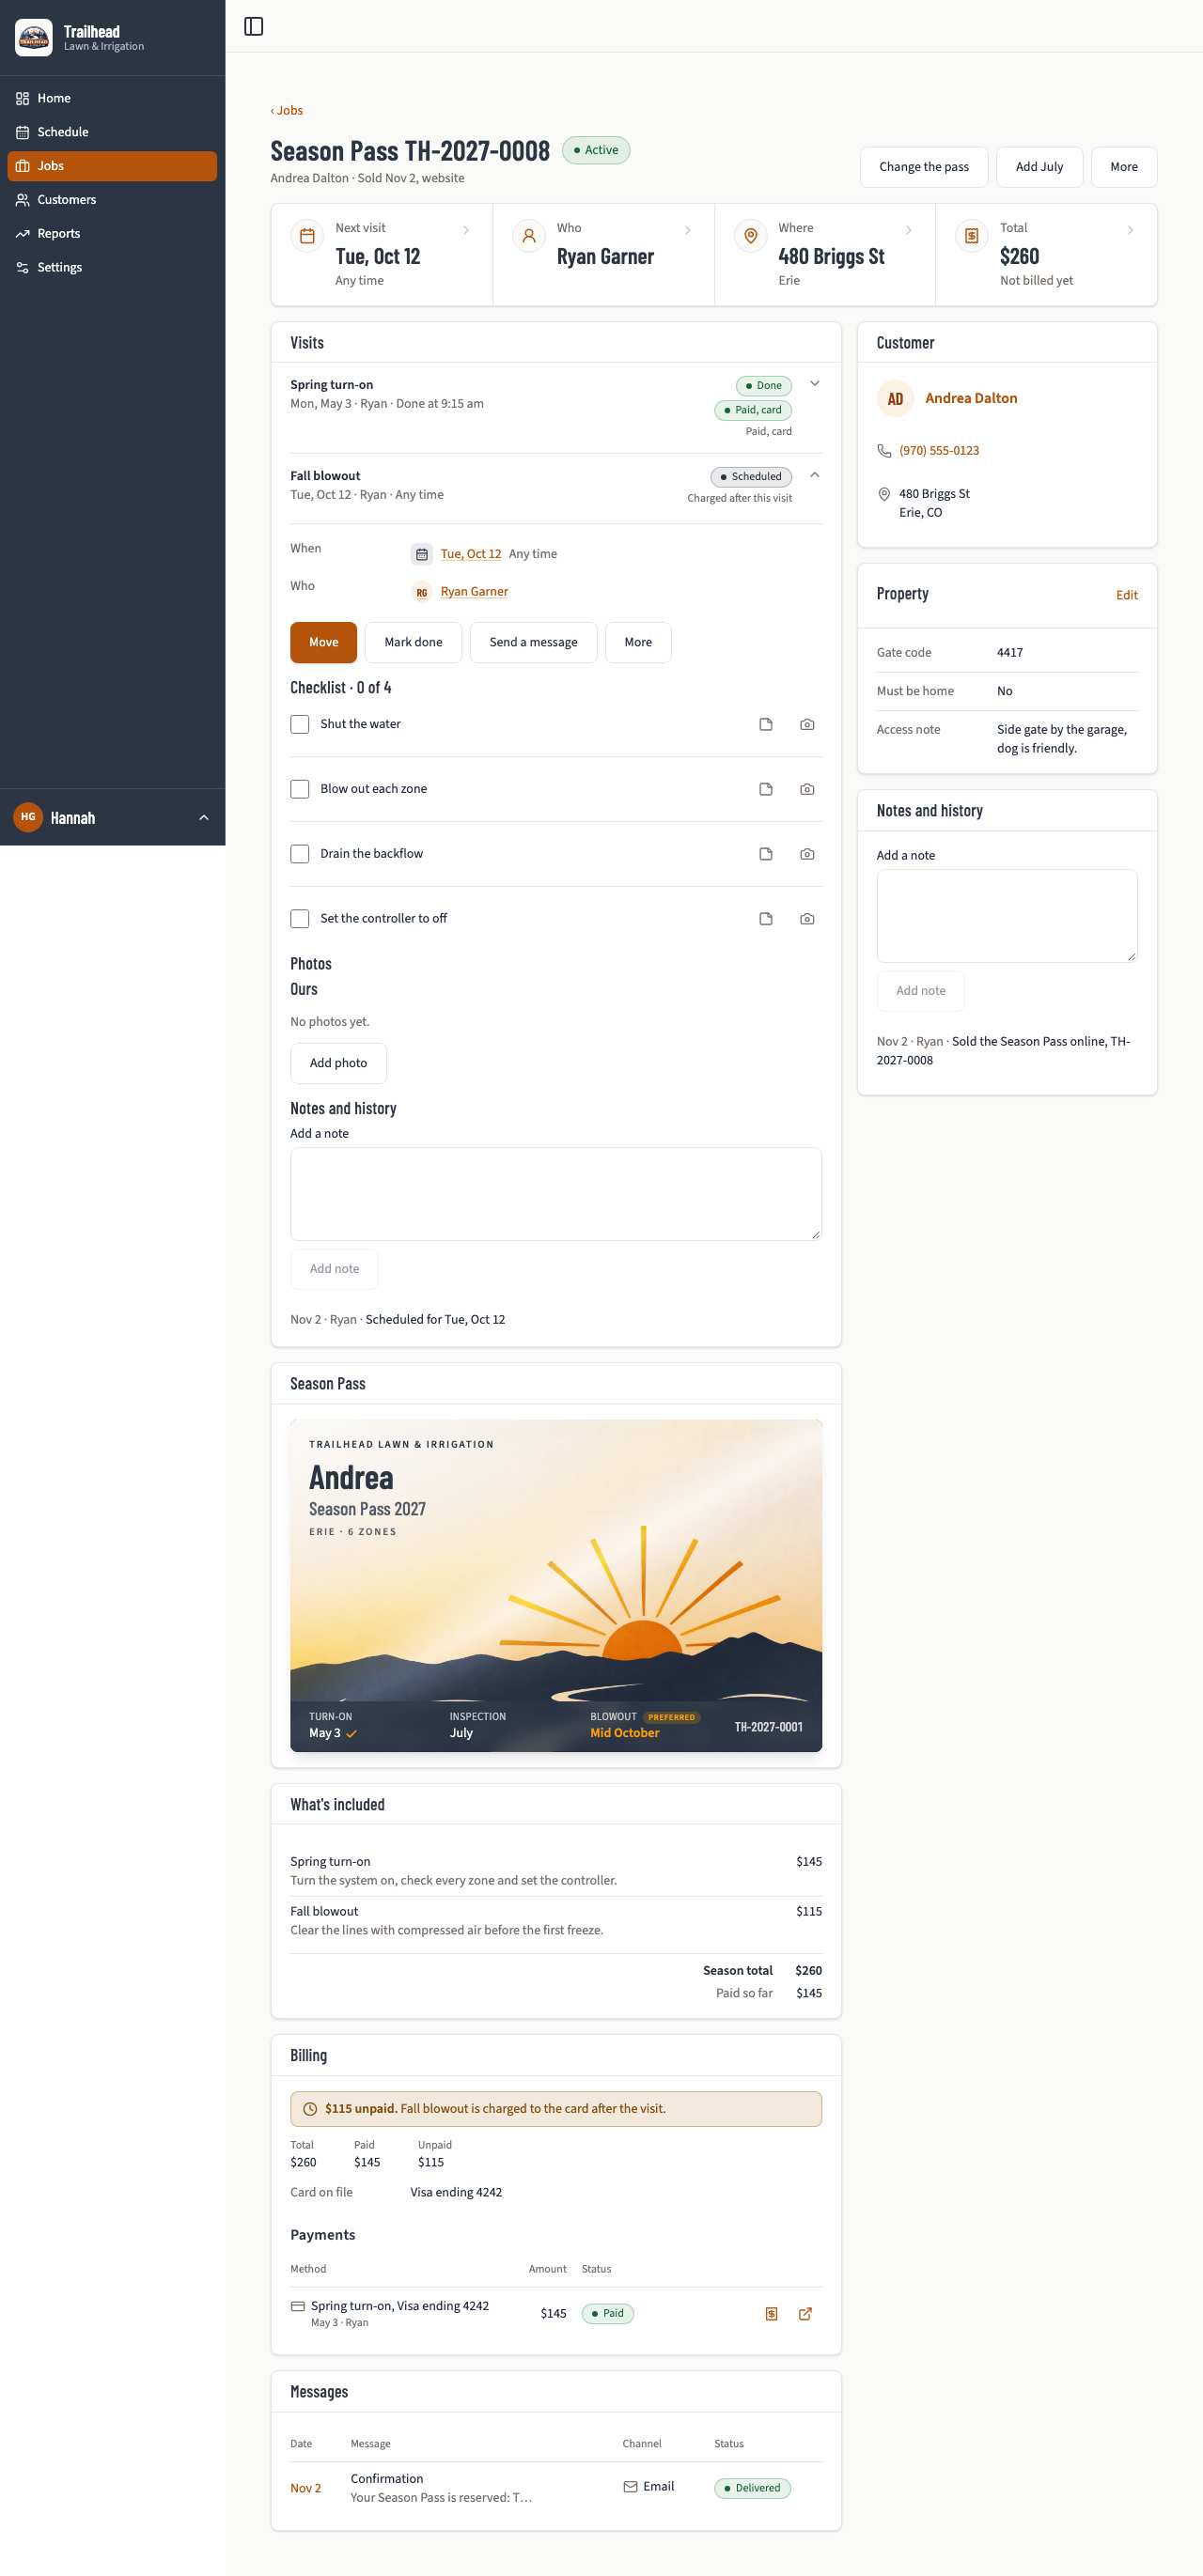 Trailhead
Lawn & Irrigation
Home
Schedule
Jobs
Customers
Reports
Settings
HG Hannah
‹ Jobs
Season Pass TH-2027-0008
Active
Andrea Dalton · Sold Nov 2, website
Change the pass
Add July
More
Next visit
Tue, Oct 12
Any time
Who
Ryan Garner
Where
480 Briggs St
Erie
Total
$260
Not billed yet
Visits
Spring turn-on
Mon, May 3 · Ryan · Done at 9:15 am
Done
Paid, card
Paid, card
Fall blowout
Tue, Oct 12 · Ryan · Any time
Scheduled
Charged after this visit
When
Tue, Oct 12 Any time
Who
RG Ryan Garner
Move
Mark done
Send a message
More
Checklist · 0 of 4
Shut the water
Blow out each zone
Drain the backflow
Set the controller to off
Photos
Ours
No photos yet.
Add photo
Notes and history
Add a note
Add note
Nov 2 · Ryan · Scheduled for Tue, Oct 12
Season Pass
TRAILHEAD LAWN & IRRIGATION
Andrea
Season Pass 2027
ERIE · 6 ZONES
TURN-ON
May 3
INSPECTION
July
BLOWOUT PREFERRED
Mid October
TH-2027-0001
What's included
Spring turn-on $145
Turn the system on, check every zone and set the controller.
Fall blowout $115
Clear the lines with compressed air before the first freeze.
Season total $260
Paid so far $145
Billing
$115 unpaid. Fall blowout is charged to the card after the visit.
Total Paid Unpaid
$260 $145 $115
Card on file Visa ending 4242
Payments
Method Amount Status
Spring turn-on, Visa ending 4242 $145 Paid
May 3 · Ryan
Messages
Date Message Channel Status
Nov 2 Confirmation Email Delivered
Your Season Pass is reserved: T…
Customer
AD Andrea Dalton
(970) 555-0123
480 Briggs St
Erie, CO
Property
Edit
Gate code 4417
Must be home No
Access note Side gate by the garage,
dog is friendly.
Notes and history
Add a note
Add note
Nov 2 · Ryan · Sold the Season Pass online, TH-
2027-0008